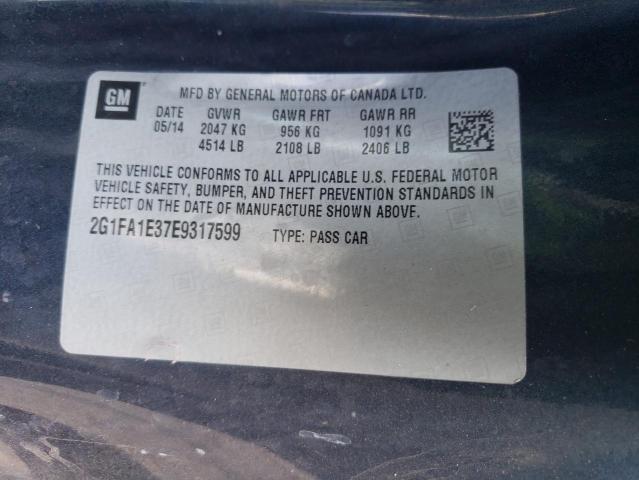 GM
MFD BY GENERAL MOTORS OF CANADA LTD.
DATE GVWR GAWR FRT GAWR RR
05/14 2047 KG 956 KG 1091 KG
4514 LB 2108 LB 2406 LB
THIS VEHICLE CONFORMS TO ALL APPLICABLE U.S. FEDERAL MOTOR
VEHICLE SAFETY, BUMPER, AND THEFT PREVENTION STANDARDS IN
EFFECT ON THE DATE OF MANUFACTURE SHOWN ABOVE.
2G1FA1E37E9317599 TYPE: PASS CAR